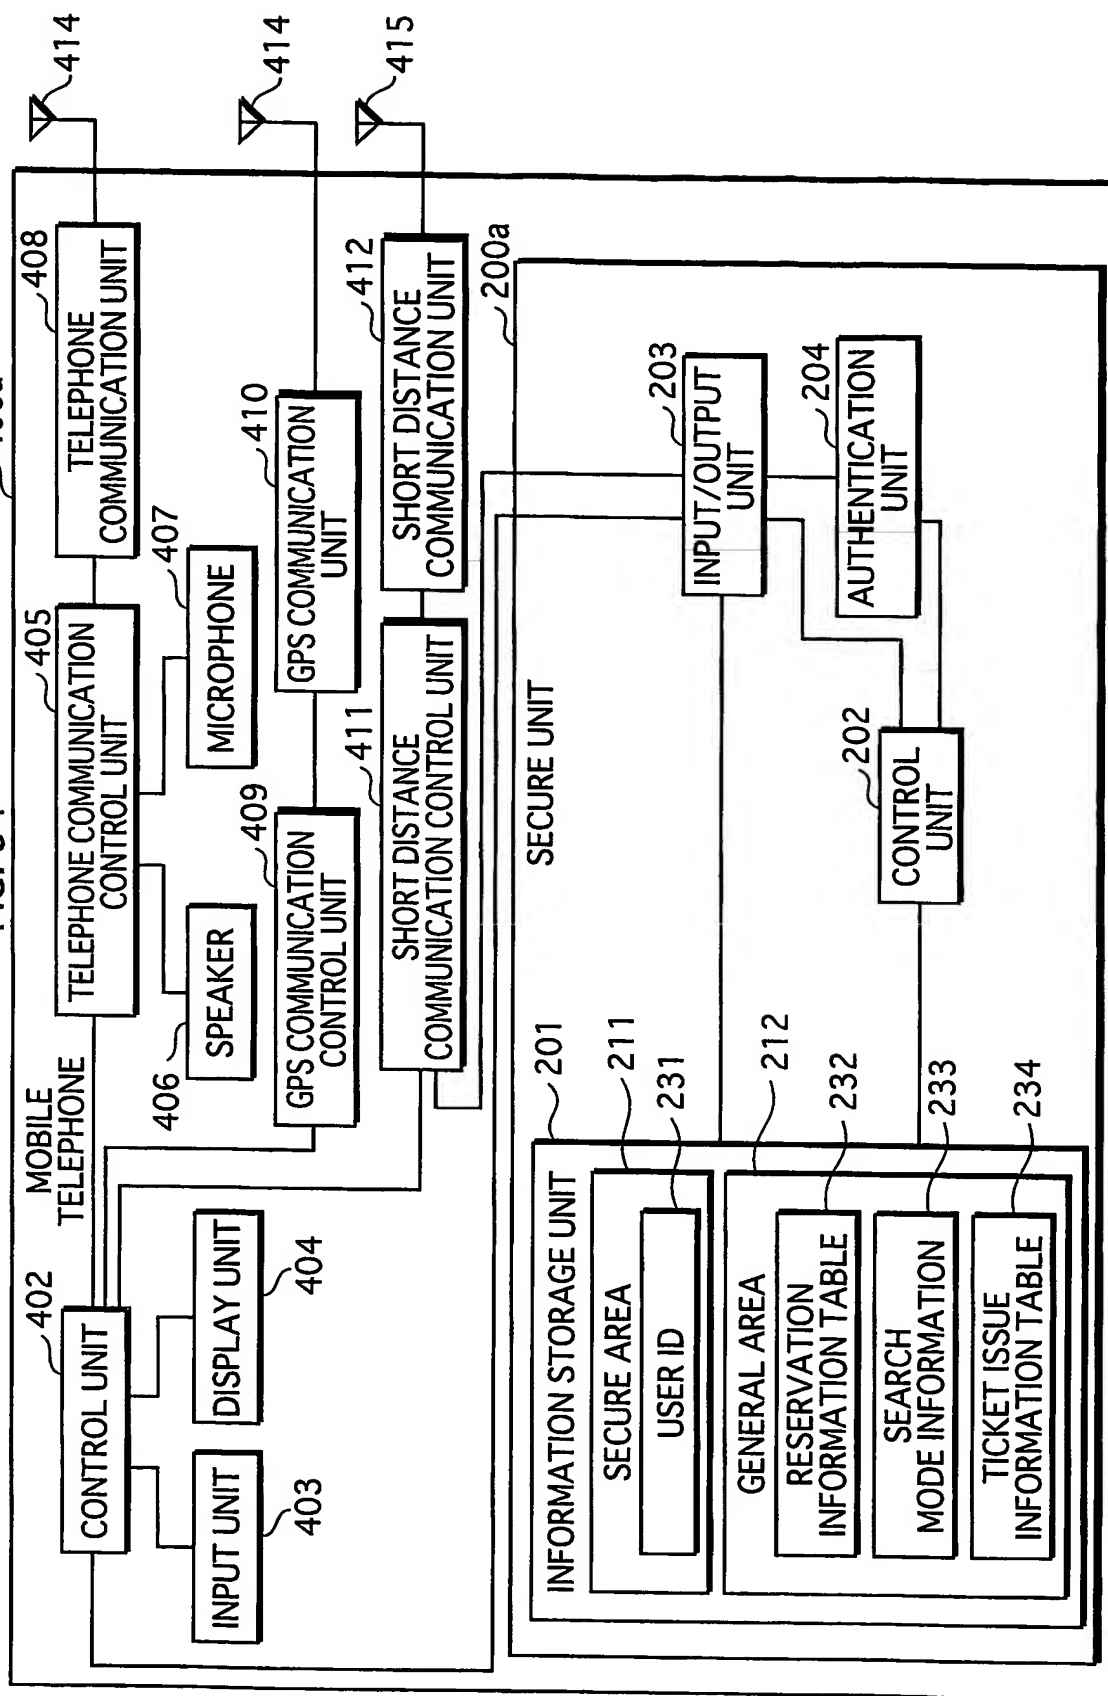 MOBILE
TELEPHONE
402
CONTROL UNIT
INPUT UNIT
403
DISPLAY UNIT
404
405
TELEPHONE COMMUNICATION
CONTROL UNIT
406
SPEAKER
407
MICROPHONE
408
TELEPHONE
COMMUNICATION UNIT
414
409
GPS COMMUNICATION
CONTROL UNIT
410
GPS COMMUNICATION
UNIT
414
411
SHORT DISTANCE
COMMUNICATION CONTROL UNIT
412
SHORT DISTANCE
COMMUNICATION UNIT
415
200a
SECURE UNIT
201
INFORMATION STORAGE UNIT
211
SECURE AREA
231
USER ID
212
GENERAL AREA
232
RESERVATION
INFORMATION TABLE
233
SEARCH
MODE INFORMATION
234
TICKET ISSUE
INFORMATION TABLE
202
CONTROL
UNIT
203
INPUT/OUTPUT
UNIT
204
AUTHENTICATION
UNIT